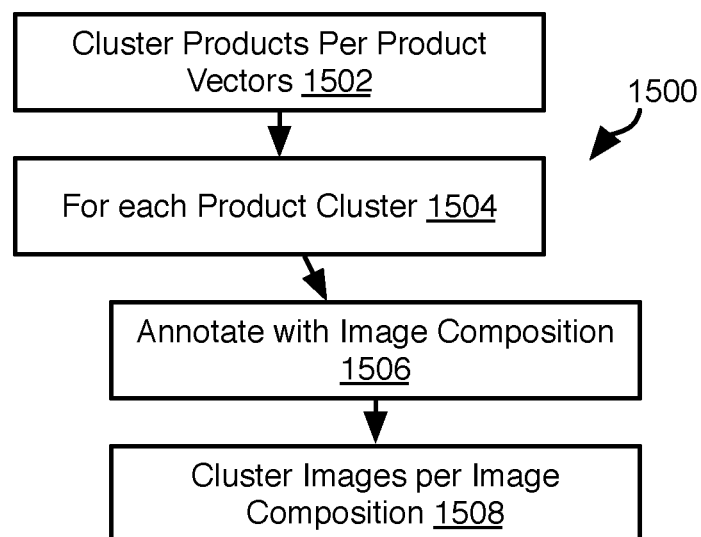 Cluster Products Per Product
Vectors 1502
1500
For each Product Cluster 1504
Annotate with Image Composition
1506
Cluster Images per Image
Composition 1508